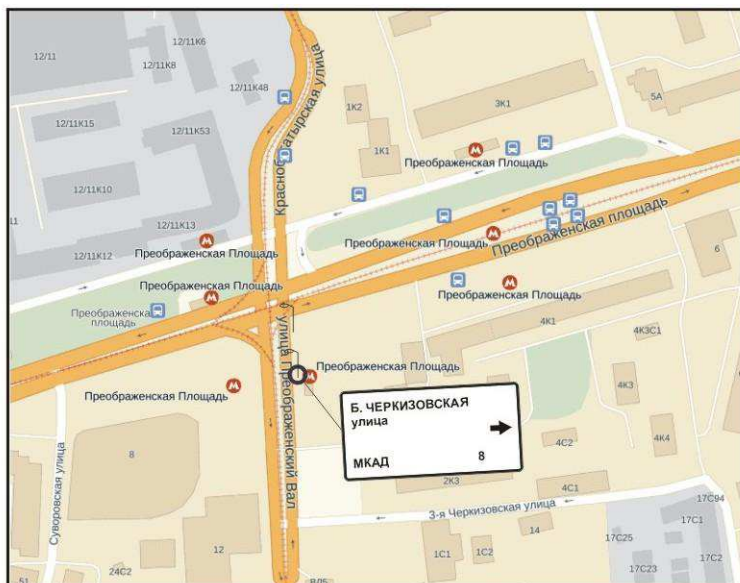 12/11К6
12/11
12/11К8
12/11К48
Краснобогатырская улица
1К2
3К1
5А
12/11К15
12/11К53
1К1
Преображенская Площадь
12/11К10
12/11К13
Преображенская Площадь
Преображенская Площадь
Преображенская площадь
12/11К12
6
Преображенская Площадь
Преображенская Площадь
Преображенская
площадь
4К1
4К3С1
улица Преображенский Вал
Преображенская Площадь
Преображенская Площадь
4К3
Б. ЧЕРКИЗОВСКАЯ
улица
МКАД 8
8
4С2
4К4
Суворовская улица
2К3
4С1
17С94
3-я Черкизовская улица
17С1
14
17С25
12
1С1
1С2
17С2
24С2
17С23
51